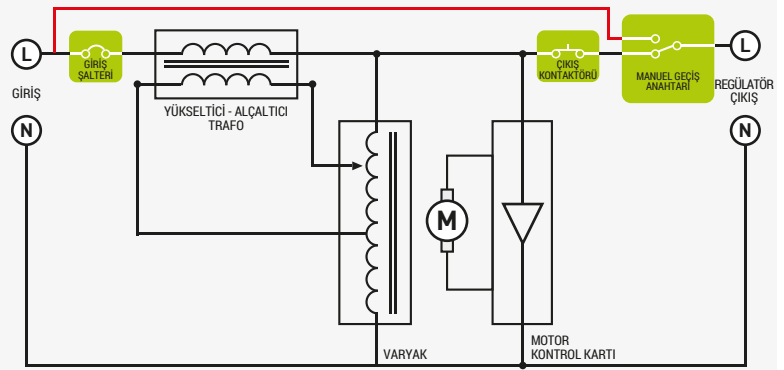 L
GİRİŞ
ŞALTERİ
GİRİŞ
N
YÜKSELTİCİ - ALÇALTICI
TRAFO
ÇIKIŞ
KONTAKTÖRÜ
MANUEL GEÇİŞ
ANAHTARI
L
REGÜLATÖR
ÇIKIŞ
N
M
VARYAK
MOTOR
KONTROL KARTI